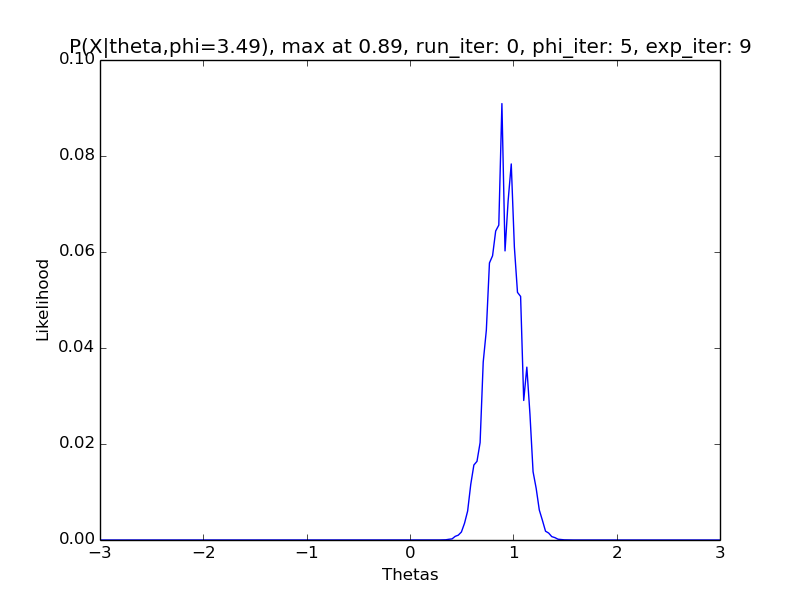 P(X|theta,phi=3.49), max at 0.89, run_iter: 0, phi_iter: 5, exp_iter: 9
0.10
0.08
0.06
0.04
0.02
0.00
Likelihood
−3 −2 −1 0 1 2 3
Thetas